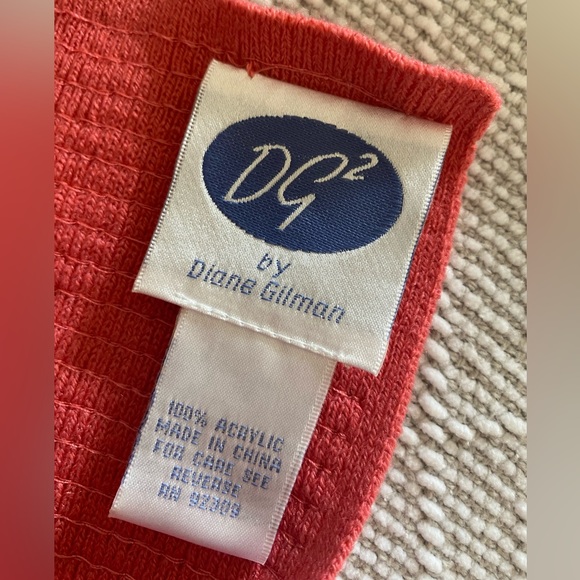 DG²
by
Diane Gilman
100% ACRYLIC
MADE IN CHINA
FOR CARE SEE
REVERSE
RN 92309